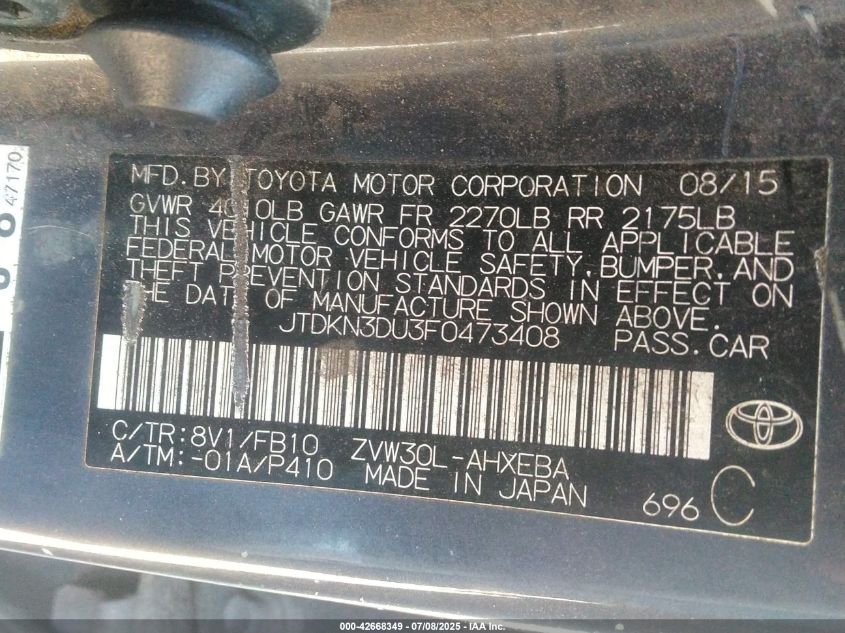 47170
MFD.BY TOYOTA MOTOR CORPORATION 08/15
GVWR LB GAWR FR 2270LB RR 2175LB
THIS VEHICLE CONFORMS TO ALL APPLICABLE
FEDERAL MOTOR VEHICLE SAFETY,BUMPER,AND
THEFT PREVENTION STANDARDS IN EFFECT ON
THE DATE OF MANUFACTURE SHOWN ABOVE.
JTDKN3DU3F0473408 PASS.CAR
C/TR:8V1/FB10 ZVW30L-AHXEBA
A/TM:-01A/P410 MADE IN JAPAN
696 C
000-42668349 | 07/08/2025 - IAA Inc.